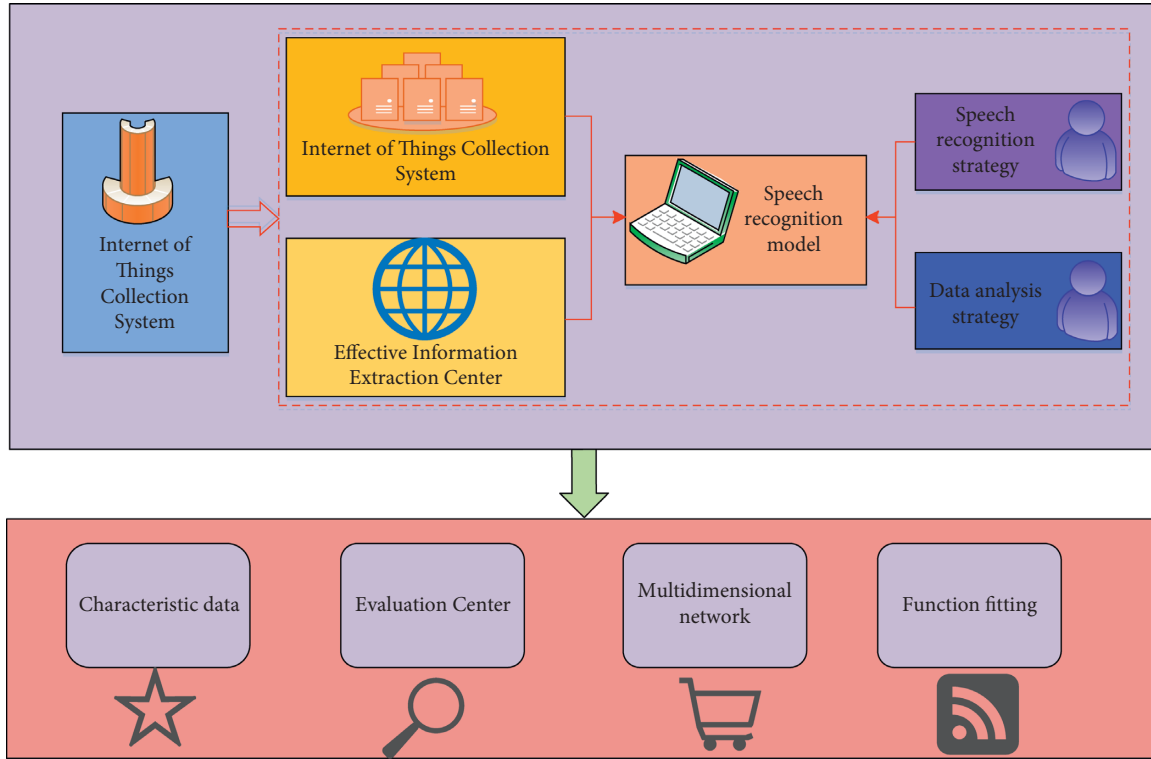 Internet of
Things
Collection
System
Internet of Things Collection
System
Effective Information
Extraction Center
Speech
recognition
model
Speech
recognition
strategy
Data analysis
strategy
Characteristic data
Evaluation Center
Multidimensional
network
Function fitting